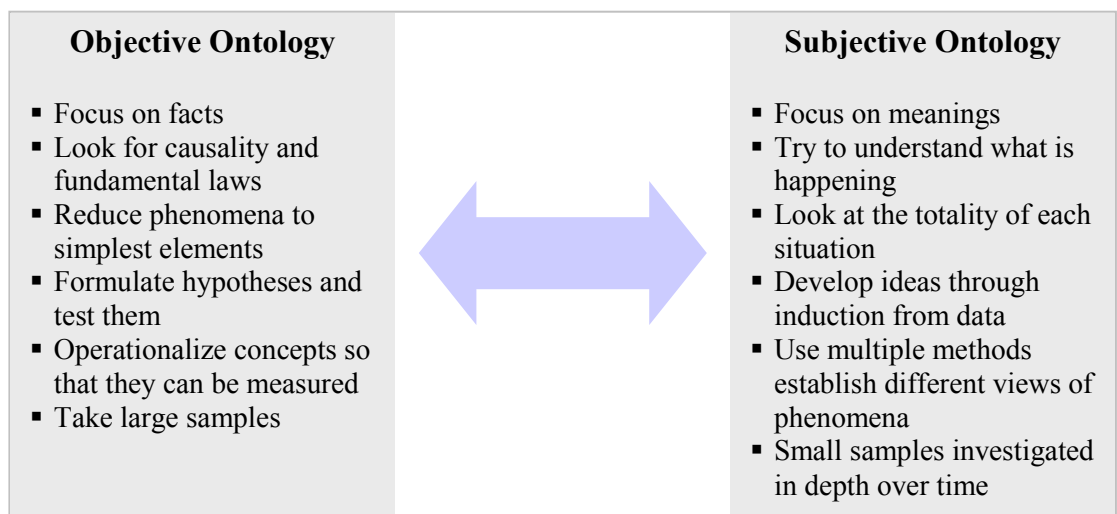 Objective Ontology
▪ Focus on facts
▪ Look for causality and
fundamental laws
▪ Reduce phenomena to
simplest elements
▪ Formulate hypotheses and
test them
▪ Operationalize concepts so
that they can be measured
▪ Take large samples
Subjective Ontology
▪ Focus on meanings
▪ Try to understand what is
happening
▪ Look at the totality of each
situation
▪ Develop ideas through
induction from data
▪ Use multiple methods
establish different views of
phenomena
▪ Small samples investigated
in depth over time